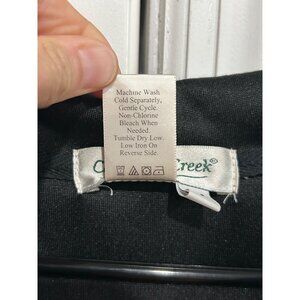 Machine Wash
Cold Separately,
Gentle Cycle.
Non-Chlorine
Bleach When
Needed.
Tumble Dry Low.
Low Iron On
Reverse Side.
Creek®